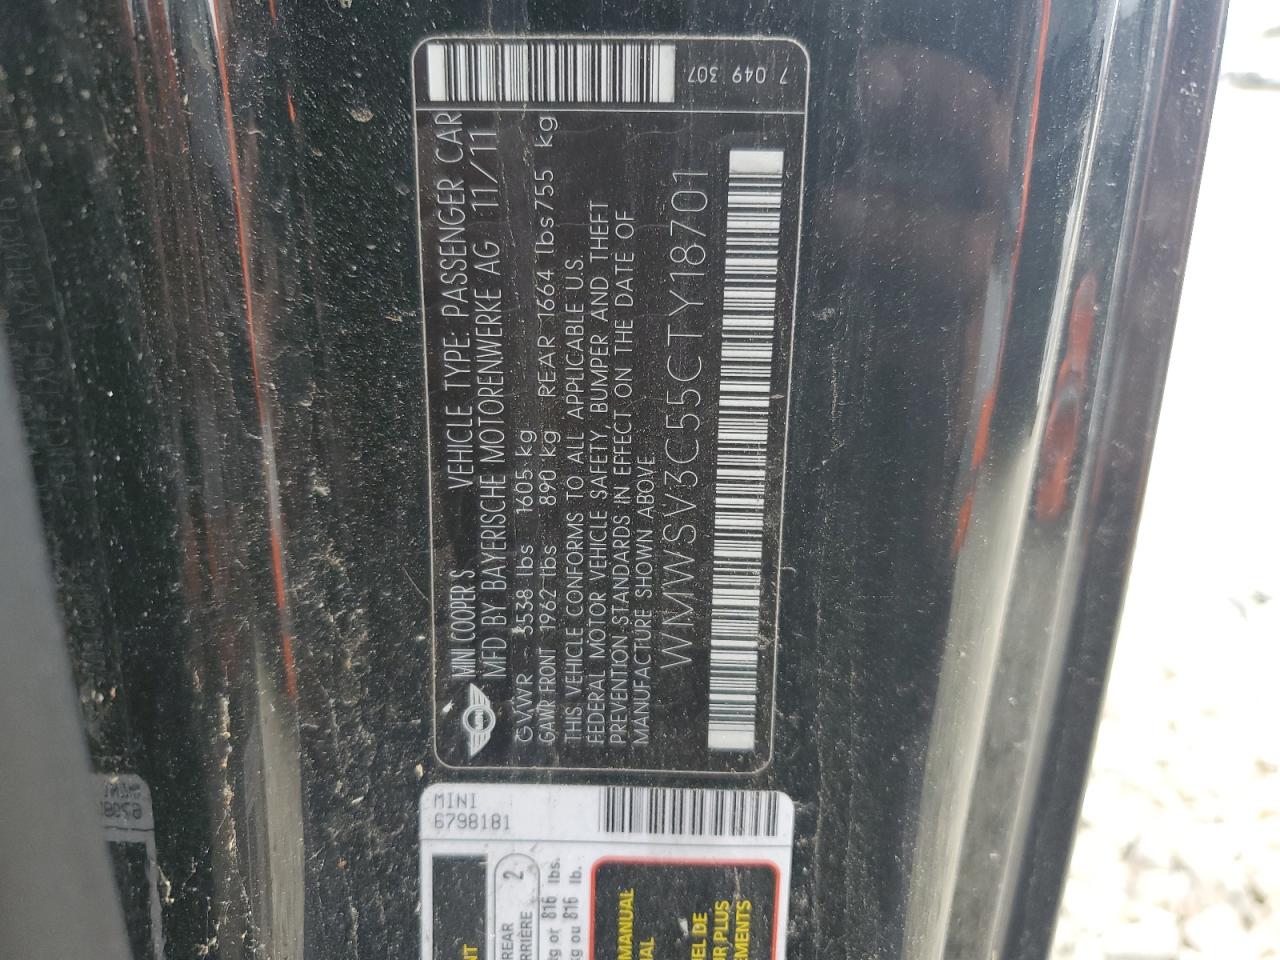 7 049 307
MINI COOPER S VEHICLE TYPE: PASSENGER CAR
MFD BY BAYERISCHE MOTORENWERKE AG 11/11
GVWR 3538 lbs 1605 kg
GAWR FRONT 1962 lbs 890 kg REAR 1664 lbs 755 kg
THIS VEHICLE CONFORMS TO ALL APPLICABLE U.S.
FEDERAL MOTOR VEHICLE SAFETY, BUMPER AND THEFT
PREVENTION STANDARDS IN EFFECT ON THE DATE OF
MANUFACTURE SHOWN ABOVE.
WMWSV3C55CTY18701
MINI
6798181
2
REAR
816 lbs.
kg ou 816 lb.
MANUAL